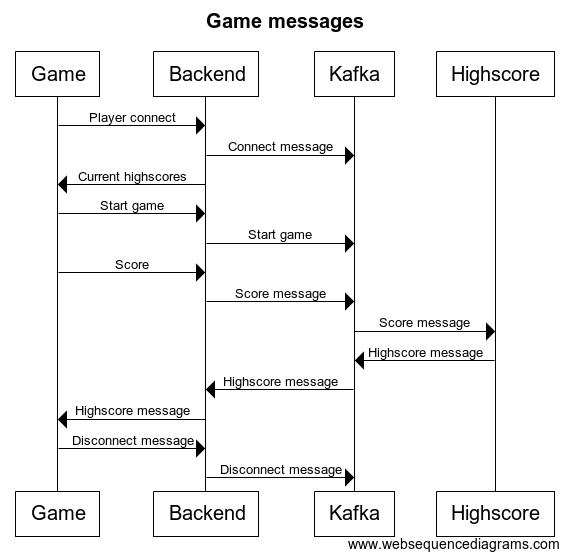 Game messages
Game Backend Kafka Highscore
Player connect
Connect message
Current highscores
Start game
Start game
Score
Score message
Score message
Highscore message
Highscore message
Highscore message
Disconnect message
Disconnect message
Game Backend Kafka Highscore
www.websequencediagrams.com